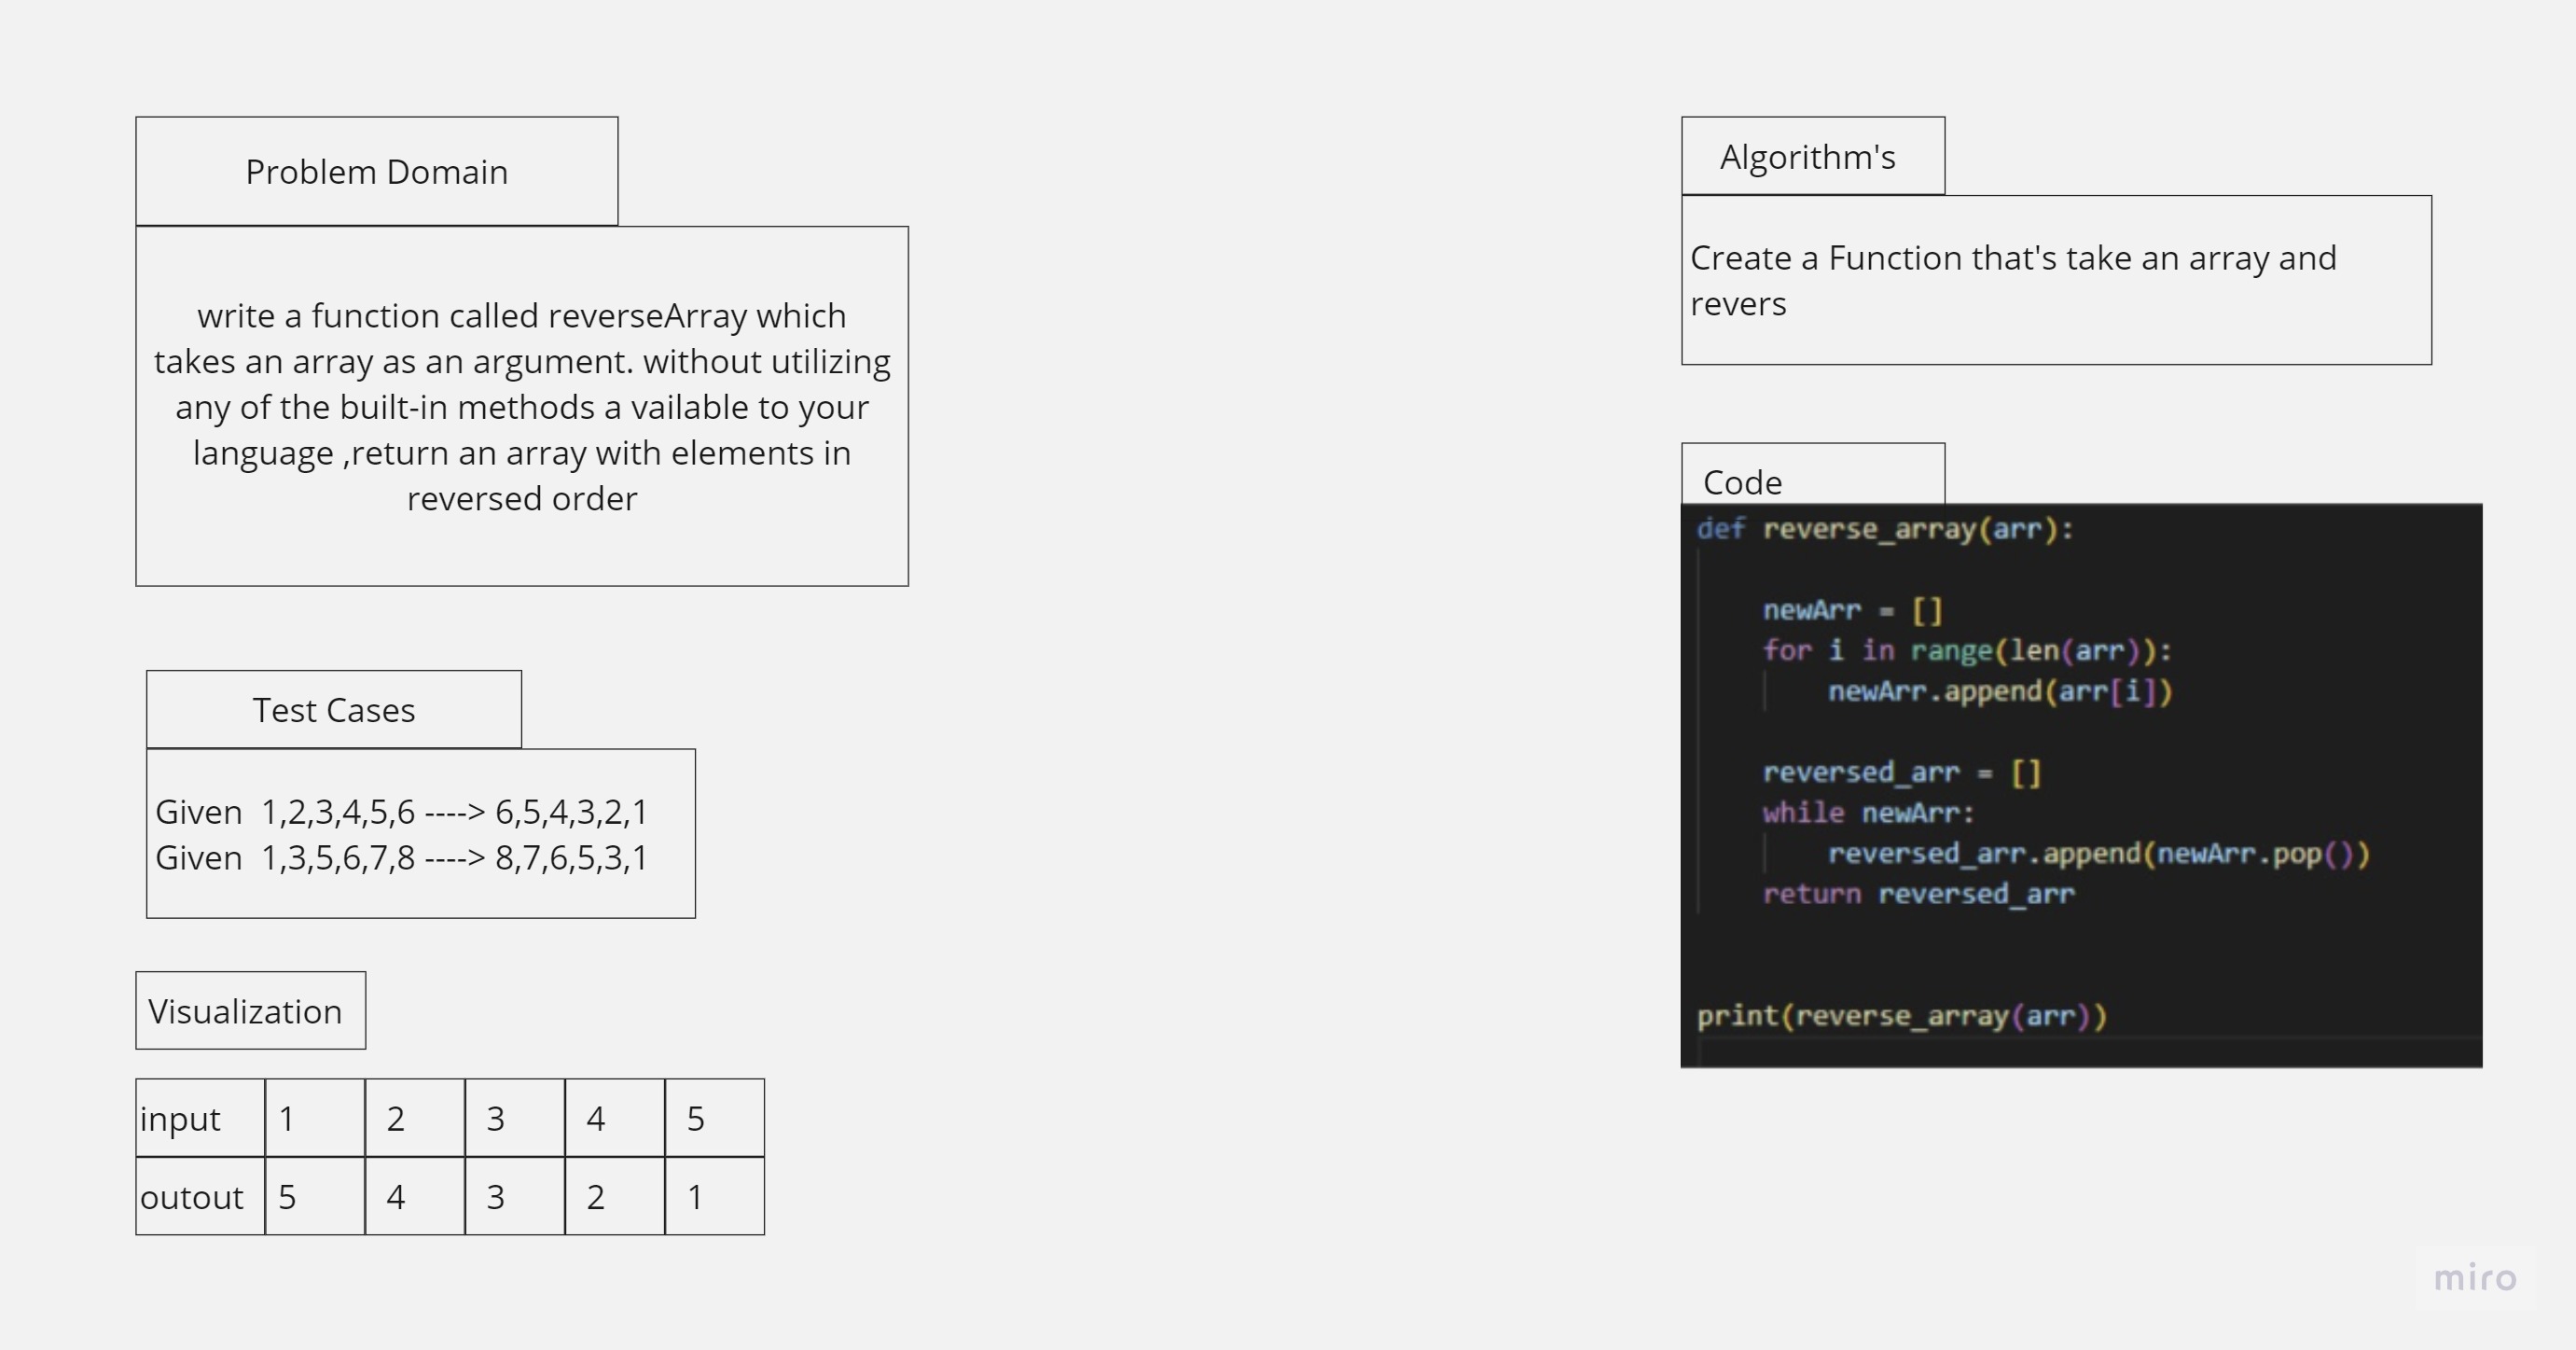 Problem Domain
write a function called reverseArray which
takes an array as an argument. without utilizing
any of the built-in methods a vailable to your
language ,return an array with elements in
reversed order
Test Cases
Given  1,2,3,4,5,6 ----> 6,5,4,3,2,1
Given  1,3,5,6,7,8 ----> 8,7,6,5,3,1
Visualization
input 1 2 3 4 5
outout 5 4 3 2 1
Algorithm's
Create a Function that's take an array and
revers
Code
def reverse_array(arr):
    newArr = []
    for i in range(len(arr)):
        newArr.append(arr[i])
    reversed_arr = []
    while newArr:
        reversed_arr.append(newArr.pop())
    return reversed_arr
print(reverse_array(arr))
miro